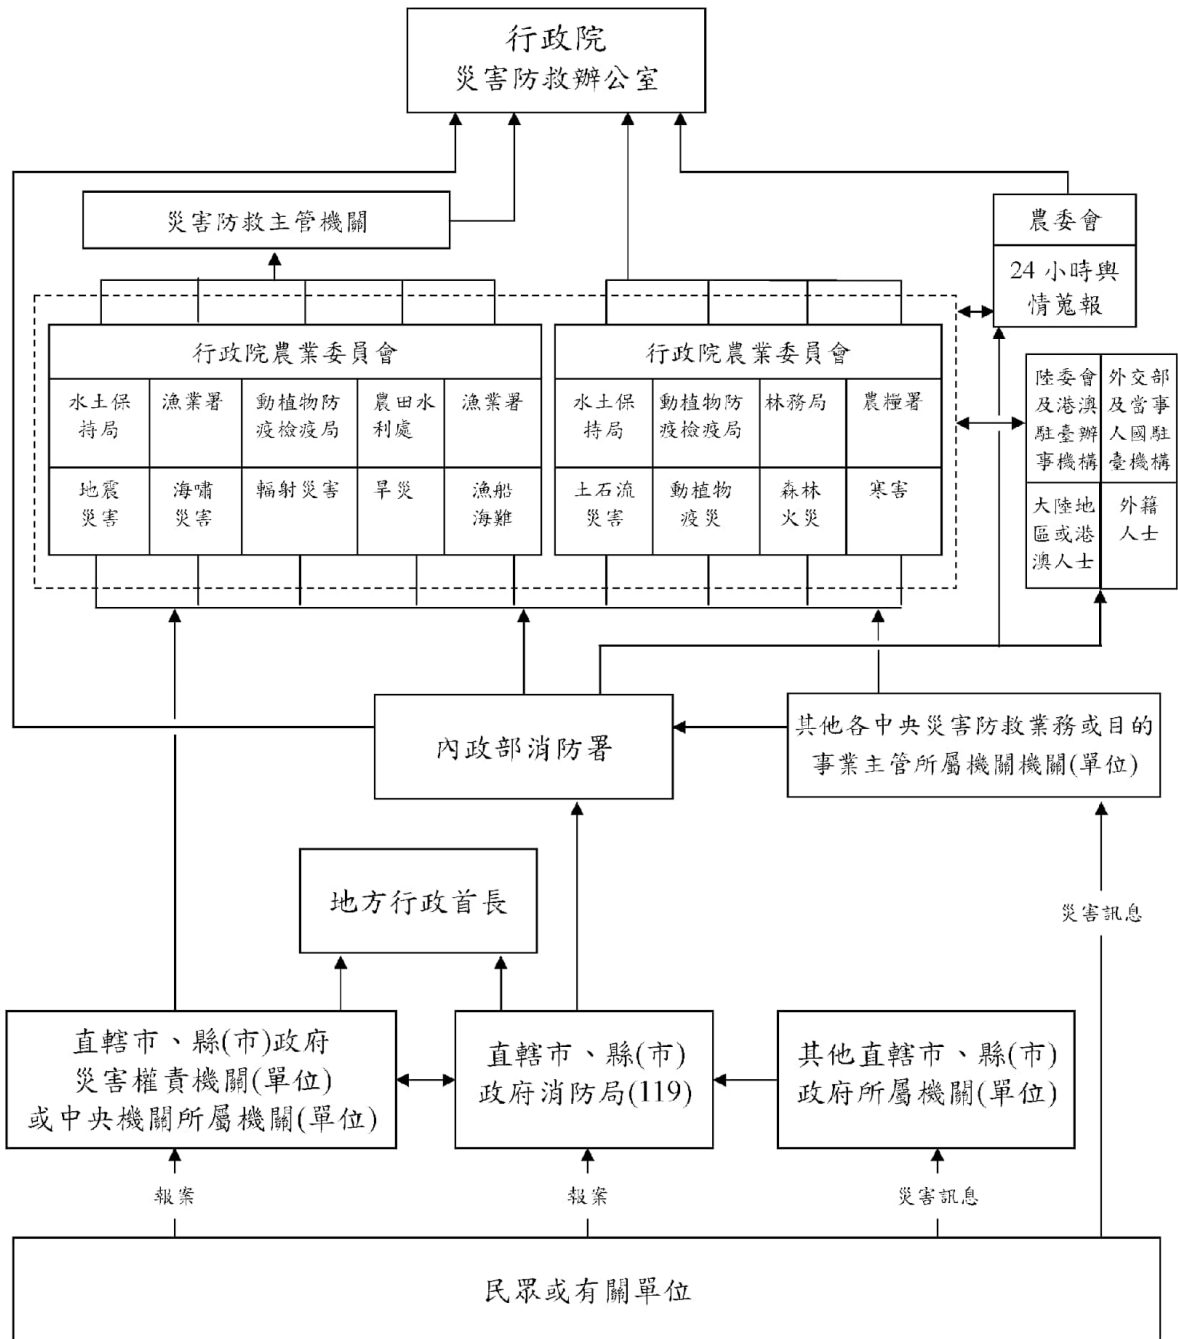 行政院
災害防救辦公室
災害防救主管機關
農委會
24 小時輿
情蒐報
行政院農業委員會
水土保
持局
漁業署
動植物防
疫檢疫局
農田水
利處
漁業署
地震
災害
海嘯
災害
輻射災害
旱災
漁船
海難
行政院農業委員會
水土保
持局
動植物防
疫檢疫局
林務局
農糧署
土石流
災害
動植物
疫災
森林
火災
寒害
陸委會
及港澳
駐臺辦
事機構
外交部
及當事
人國駐
臺機構
大陸地
區或港
澳人士
外籍
人士
內政部消防署
其他各中央災害防救業務或目的
事業主管所屬機關機關(單位)
地方行政首長
災害訊息
直轄市、縣(市)政府
災害權責機關(單位)
或中央機關所屬機關(單位)
直轄市、縣(市)
政府消防局(119)
其他直轄市、縣(市)
政府所屬機關(單位)
報案
報案
災害訊息
民眾或有關單位